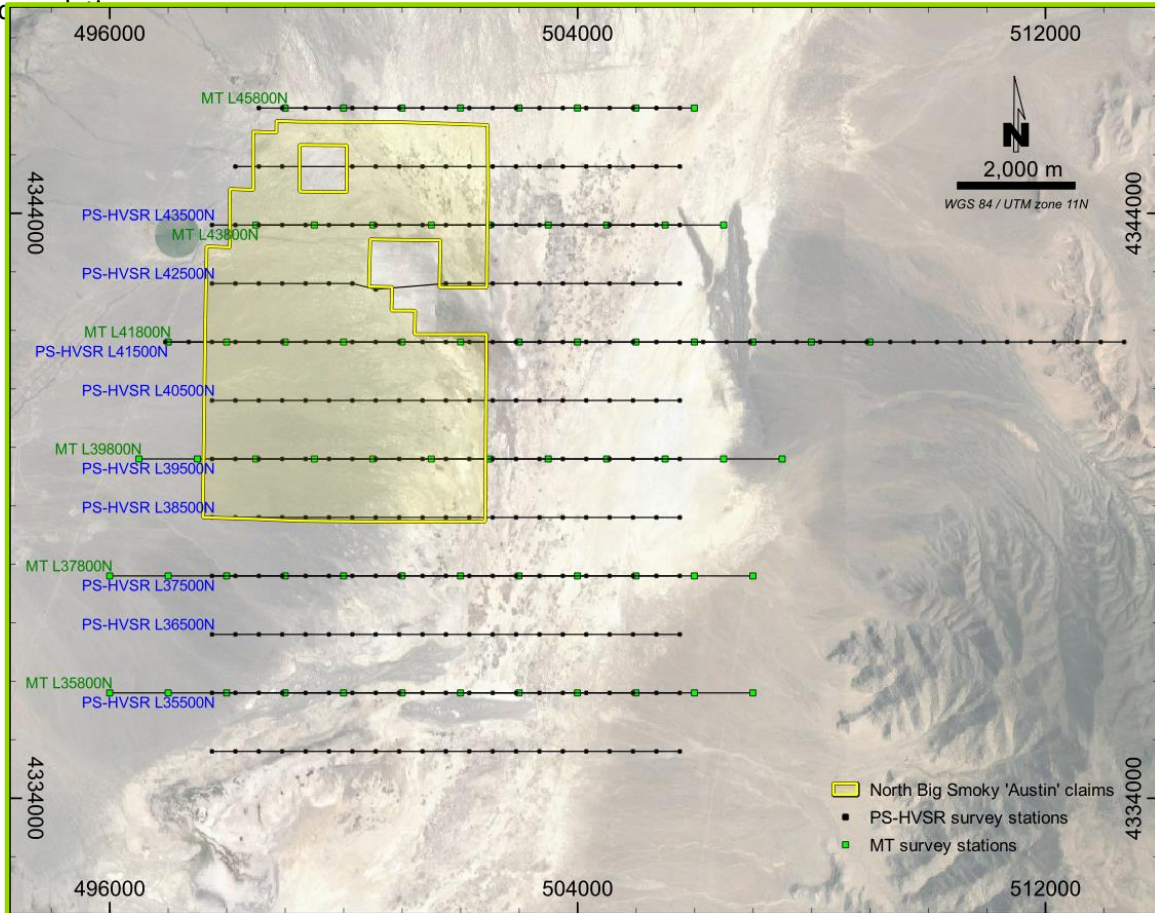 496000
504000
512000
MT L45800N
N
2,000 m
WGS 84 / UTM zone 11N
4344000
4344000
PS-HVSR L43500N
MT L43800N
PS-HVSR L42500N
MT L41800N
PS-HVSR L41500N
PS-HVSR L40500N
MT L39800N
PS-HVSR L39500N
PS-HVSR L38500N
MT L37800N
PS-HVSR L37500N
PS-HVSR L36500N
MT L35800N
PS-HVSR L35500N
4334000
4334000
North Big Smoky 'Austin' claims
PS-HVSR survey stations
MT survey stations
496000
504000
512000